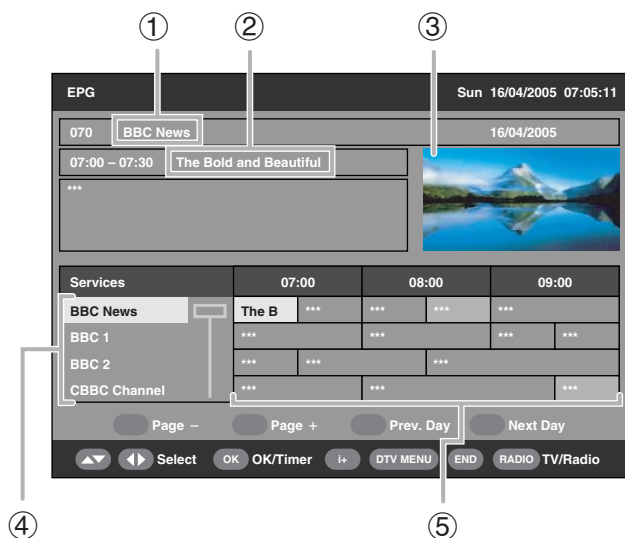 ① ② ③
EPG Sun 16/04/2005 07:05:11
070 BBC News 16/04/2005
07:00 – 07:30 The Bold and Beautiful
***
Services 07:00 08:00 09:00
BBC News The B *** *** *** ***
BBC 1 *** *** *** ***
BBC 2 *** *** ***
CBBC Channel *** *** ***
Page – Page + Prev. Day Next Day
Select OK OK/Timer i+ DTV MENU END RADIO TV/Radio
④ ⑤